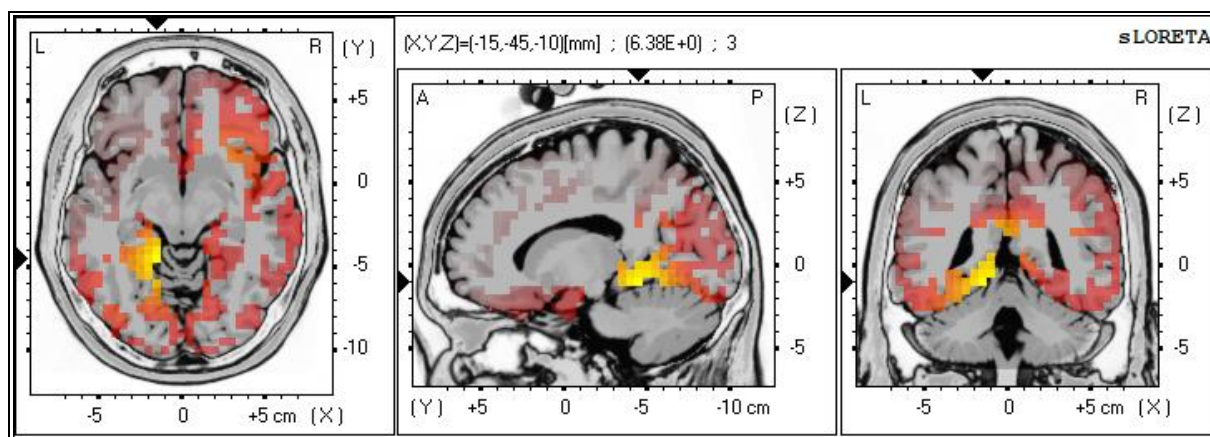 (X,Y,Z)=(-15,-45,-10)[mm] ; (6.38E+0) ; 3
sLORETA
L R (Y)
+5
0
-5
-10
-5 0 +5 cm (X)
A P (Z)
+5
0
-5
(Y) +5 0 -5 -10 cm
L R (Z)
+5
0
-5
-5 0 +5 cm (X)